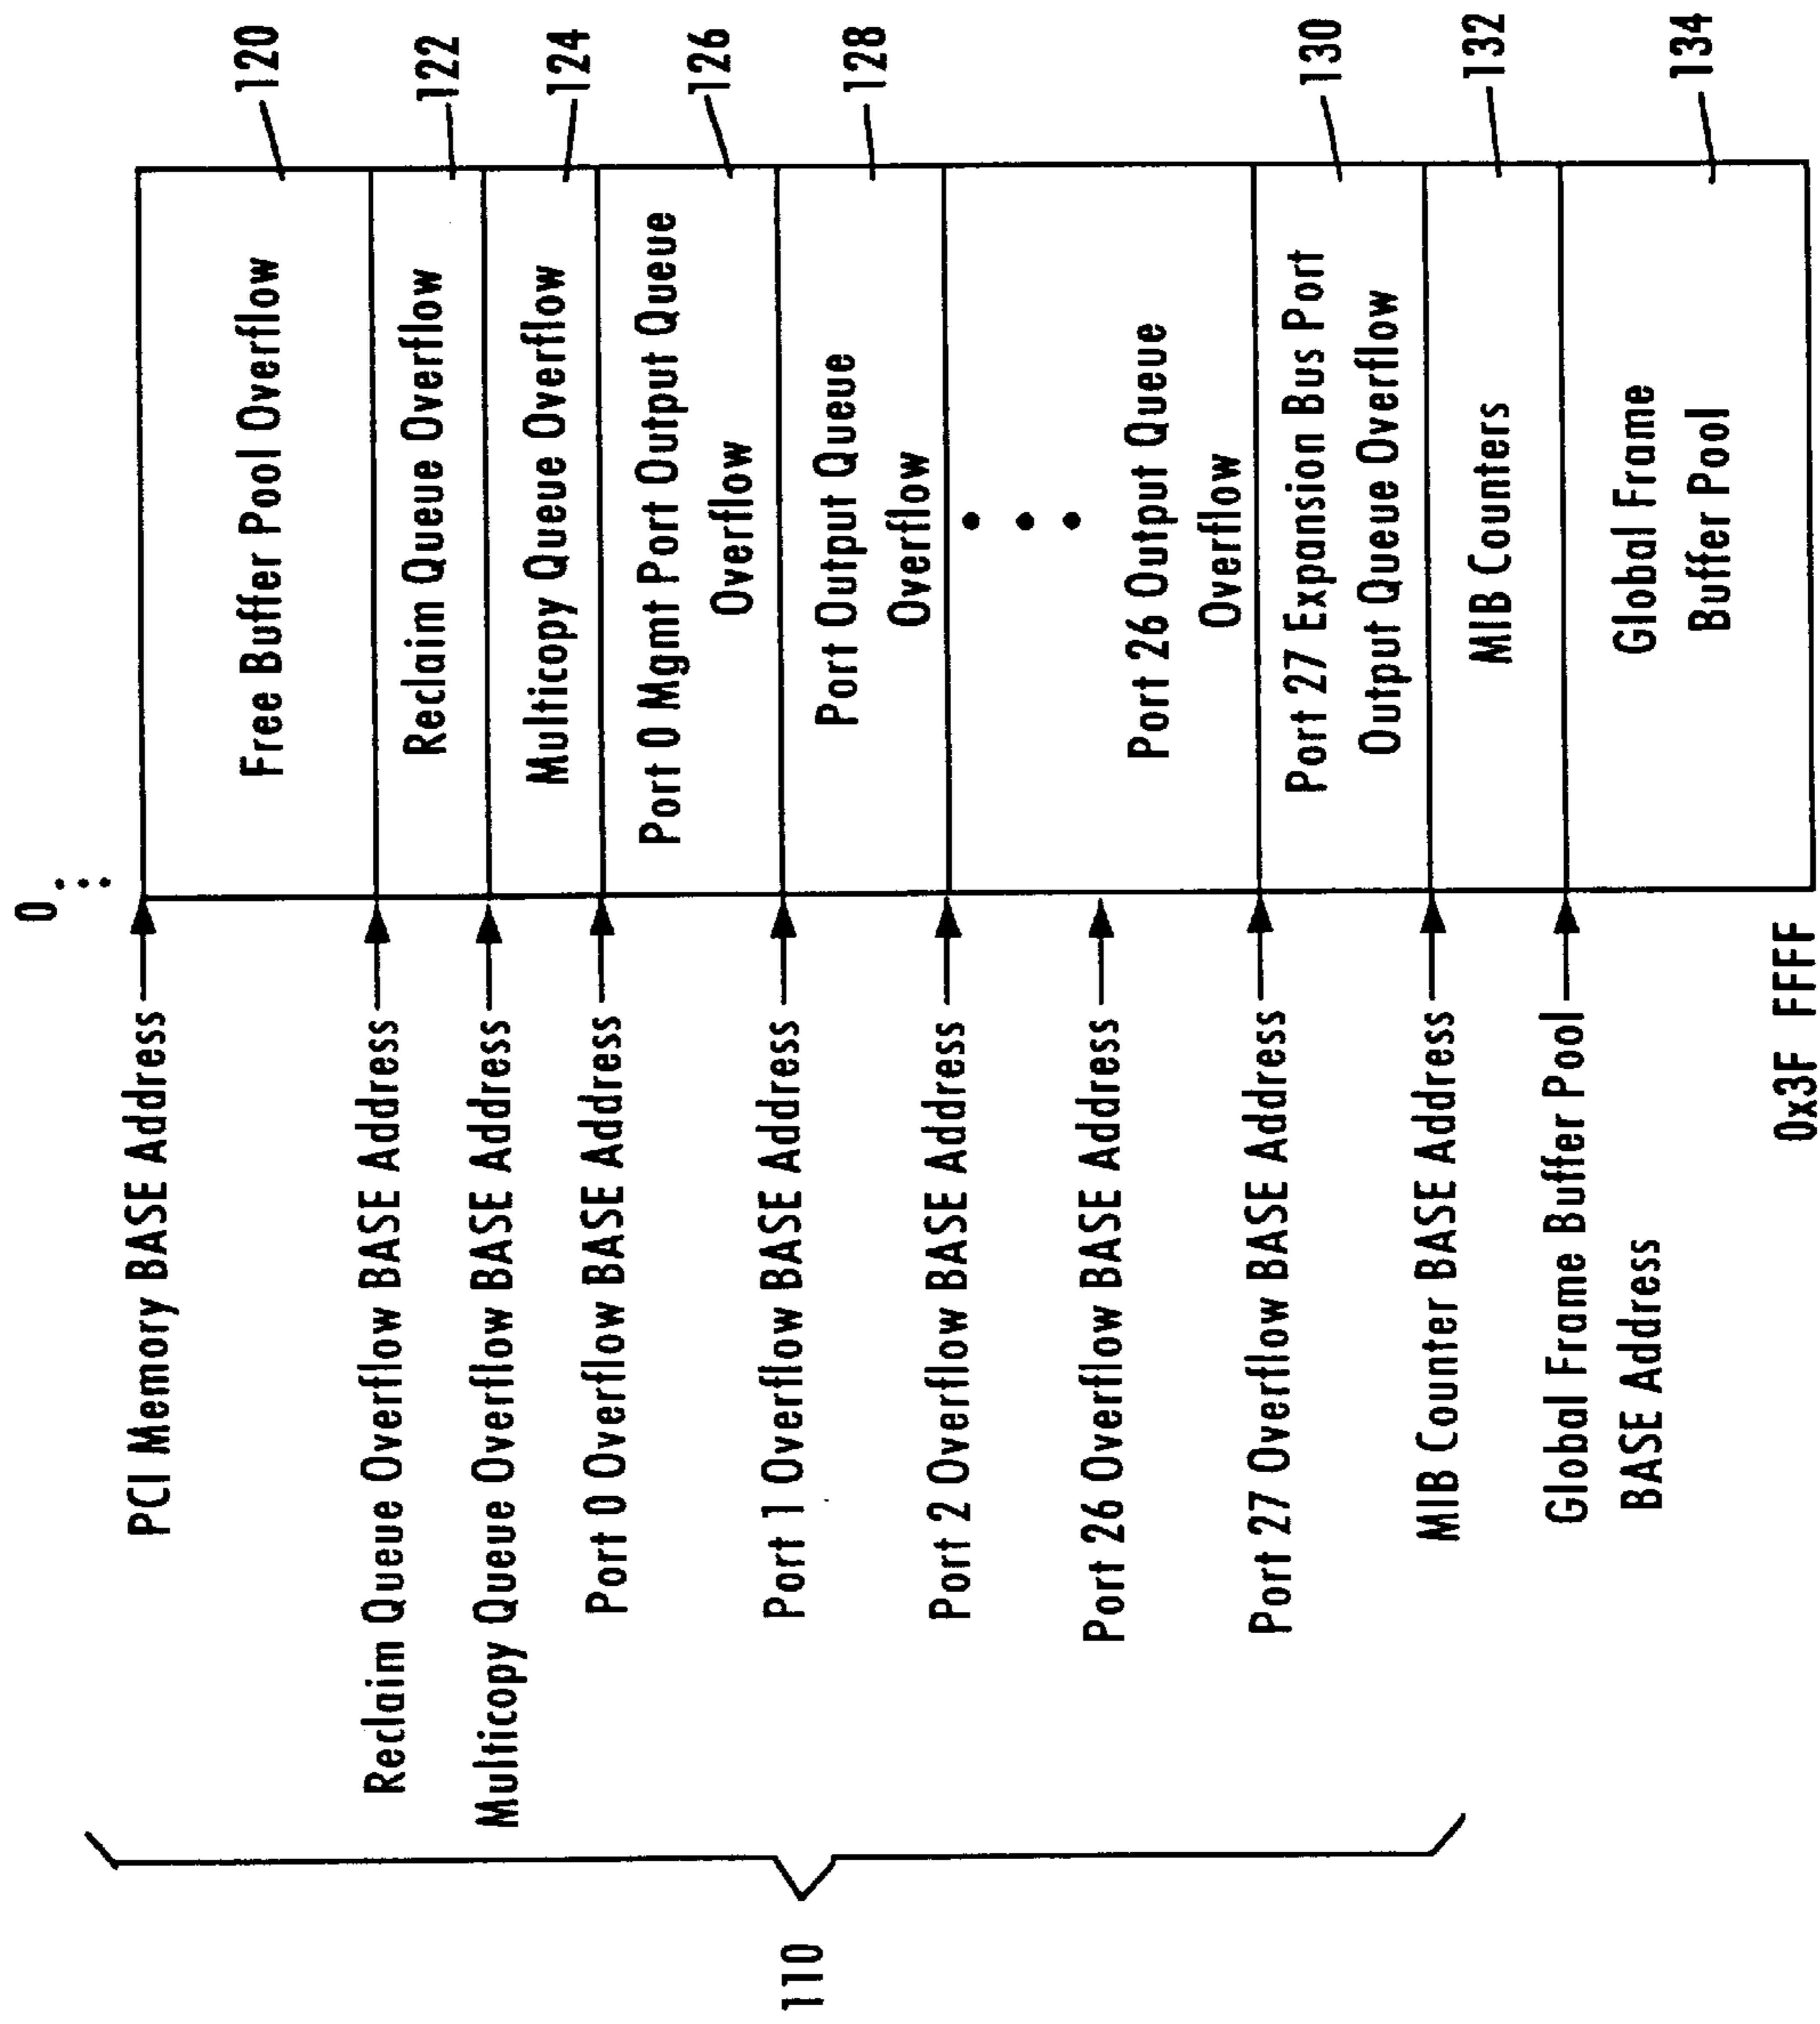 0
PCI Memory BASE Address
Free Buffer Pool Overflow
120
Reclaim Queue Overflow BASE Address
Reclaim Queue Overflow
122
Multicopy Queue Overflow BASE Address
Multicopy Queue Overflow
124
Port 0 Overflow BASE Address
Port 0 Mgmt Port Output Queue
Overflow
126
Port 1 Overflow BASE Address
Port Output Queue
Overflow
128
110
Port 2 Overflow BASE Address
Port 26 Overflow BASE Address
Port 26 Output Queue
Overflow
Port 27 Overflow BASE Address
Port 27 Expansion Bus Port
Output Queue Overflow
130
MIB Counter BASE Address
MIB Counters
132
Global Frame Buffer Pool
BASE Address
Global Frame
Buffer Pool
134
0x3F FFFF